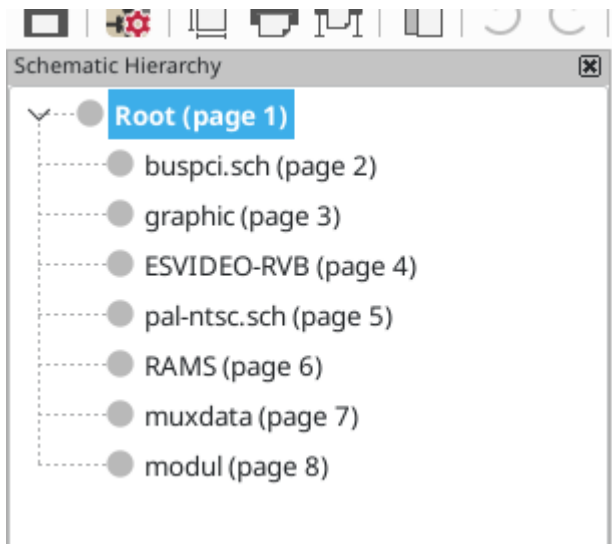 Schematic Hierarchy
Root (page 1)
buspci.sch (page 2)
graphic (page 3)
ESVIDEO-RVB (page 4)
pal-ntsc.sch (page 5)
RAMS (page 6)
muxdata (page 7)
modul (page 8)